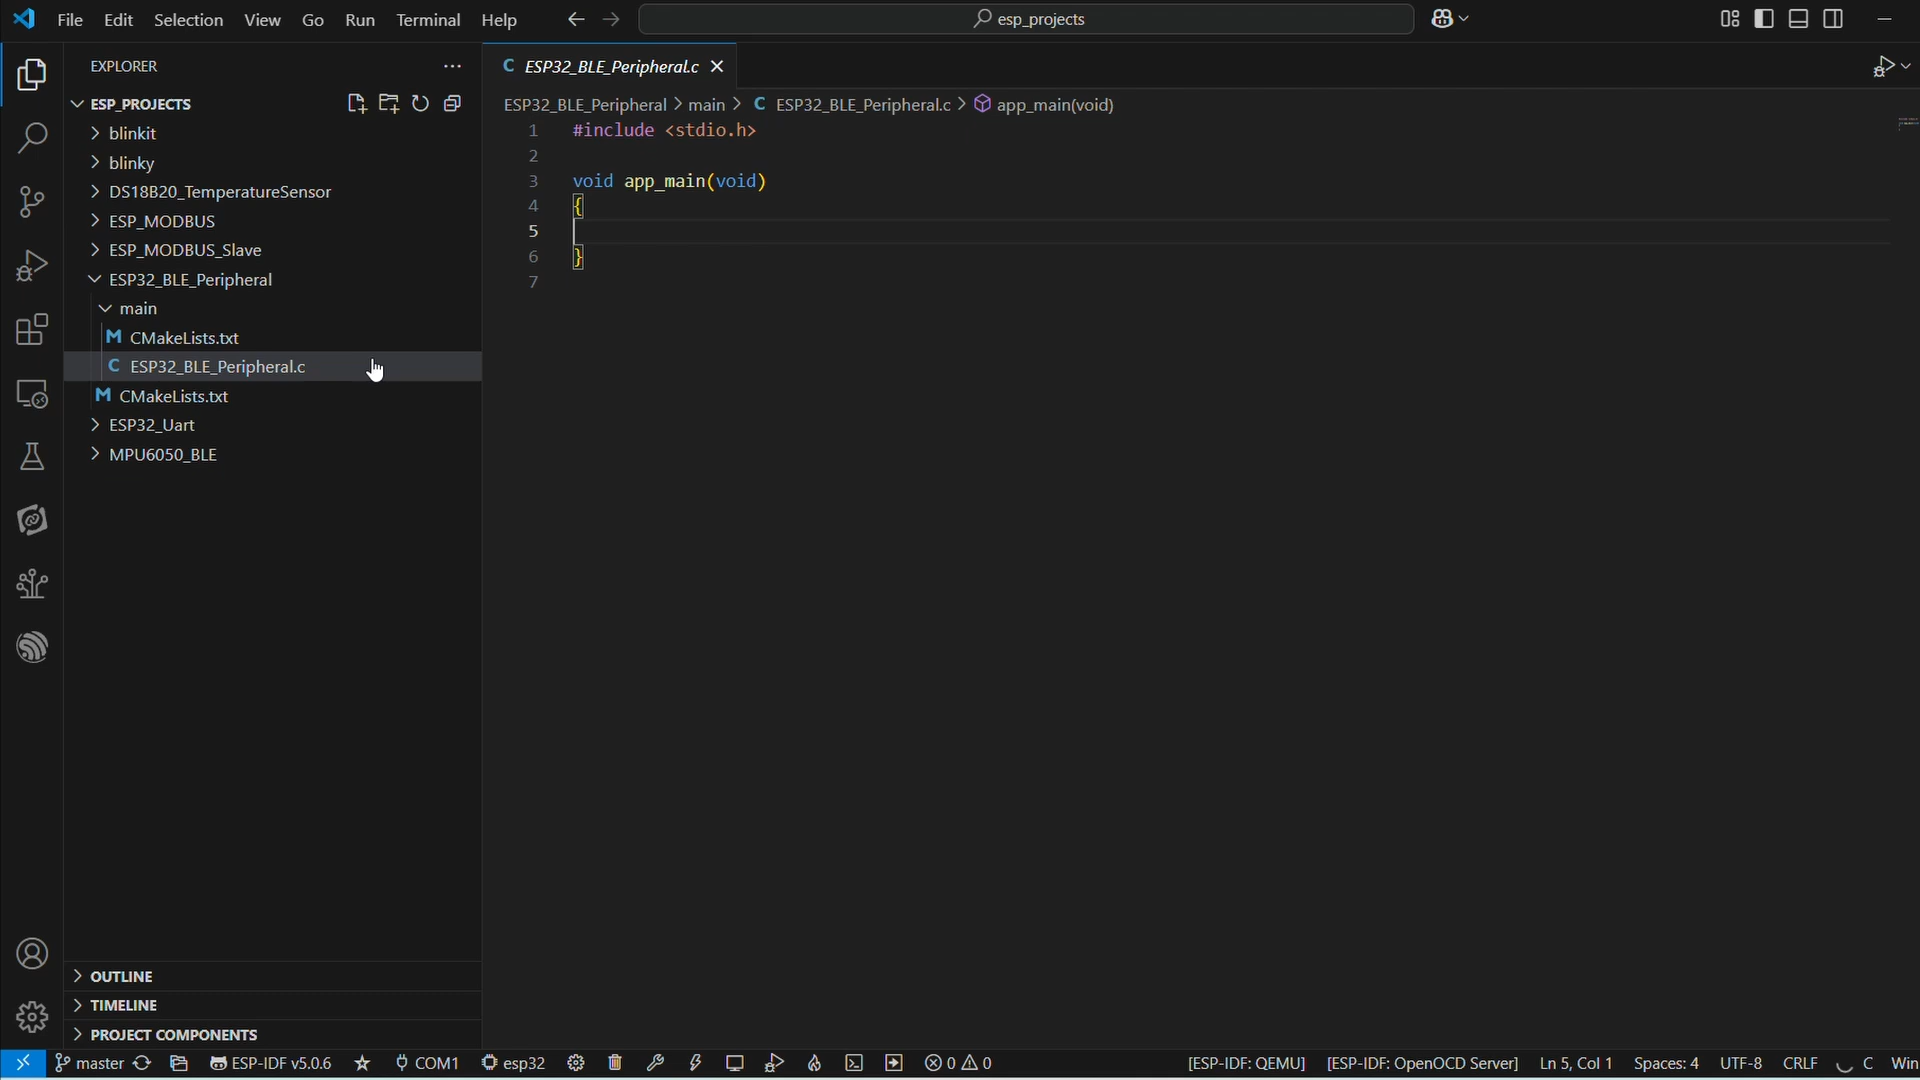 File Edit Selection View Go Run Terminal Help
esp_projects
EXPLORER
ESP_PROJECTS
blinkit
blinky
DS18B20_TemperatureSensor
ESP_MODBUS
ESP_MODBUS_Slave
ESP32_BLE_Peripheral
main
M CMakeLists.txt
C ESP32_BLE_Peripheral.c
M CMakeLists.txt
ESP32_Uart
MPU6050_BLE
OUTLINE
TIMELINE
PROJECT COMPONENTS
C ESP32_BLE_Peripheral.c
ESP32_BLE_Peripheral > main > C ESP32_BLE_Peripheral.c > app_main(void)
1 #include <stdio.h>
2
3 void app_main(void)
4 {
5
6 }
7
master ESP-IDF v5.0.6 COM1 esp32 0 0 [ESP-IDF: QEMU] [ESP-IDF: OpenOCD Server] Ln 5, Col 1 Spaces: 4 UTF-8 CRLF C Win